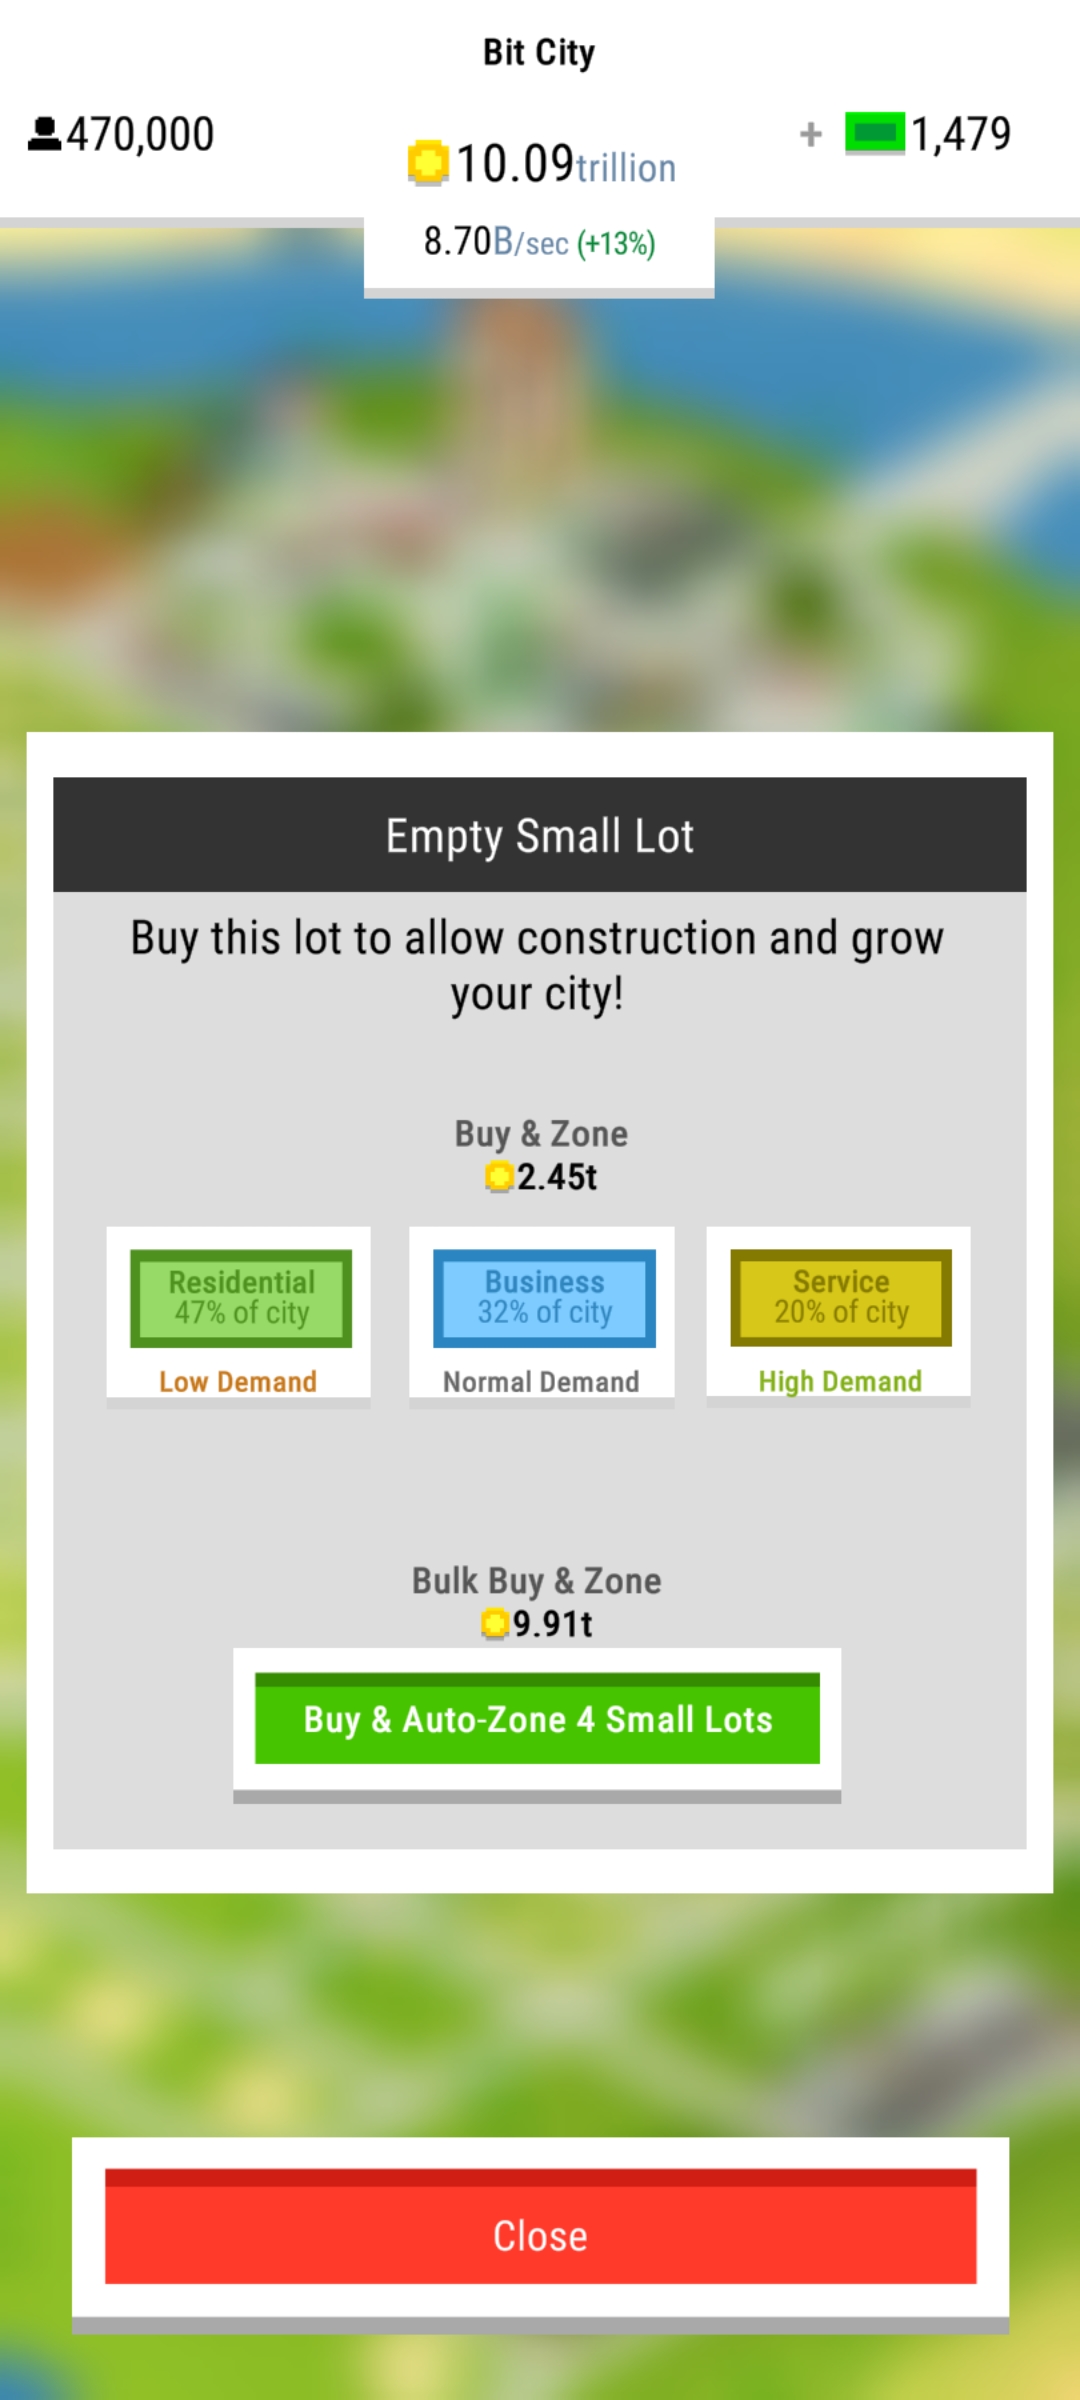 Bit City
470,000
10.09trillion
+ 1,479
8.70B/sec (+13%)
Empty Small Lot
Buy this lot to allow construction and grow
your city!
Buy & Zone
2.45t
Residential
47% of city
Low Demand
Business
32% of city
Normal Demand
Service
20% of city
High Demand
Bulk Buy & Zone
9.91t
Buy & Auto-Zone 4 Small Lots
Close